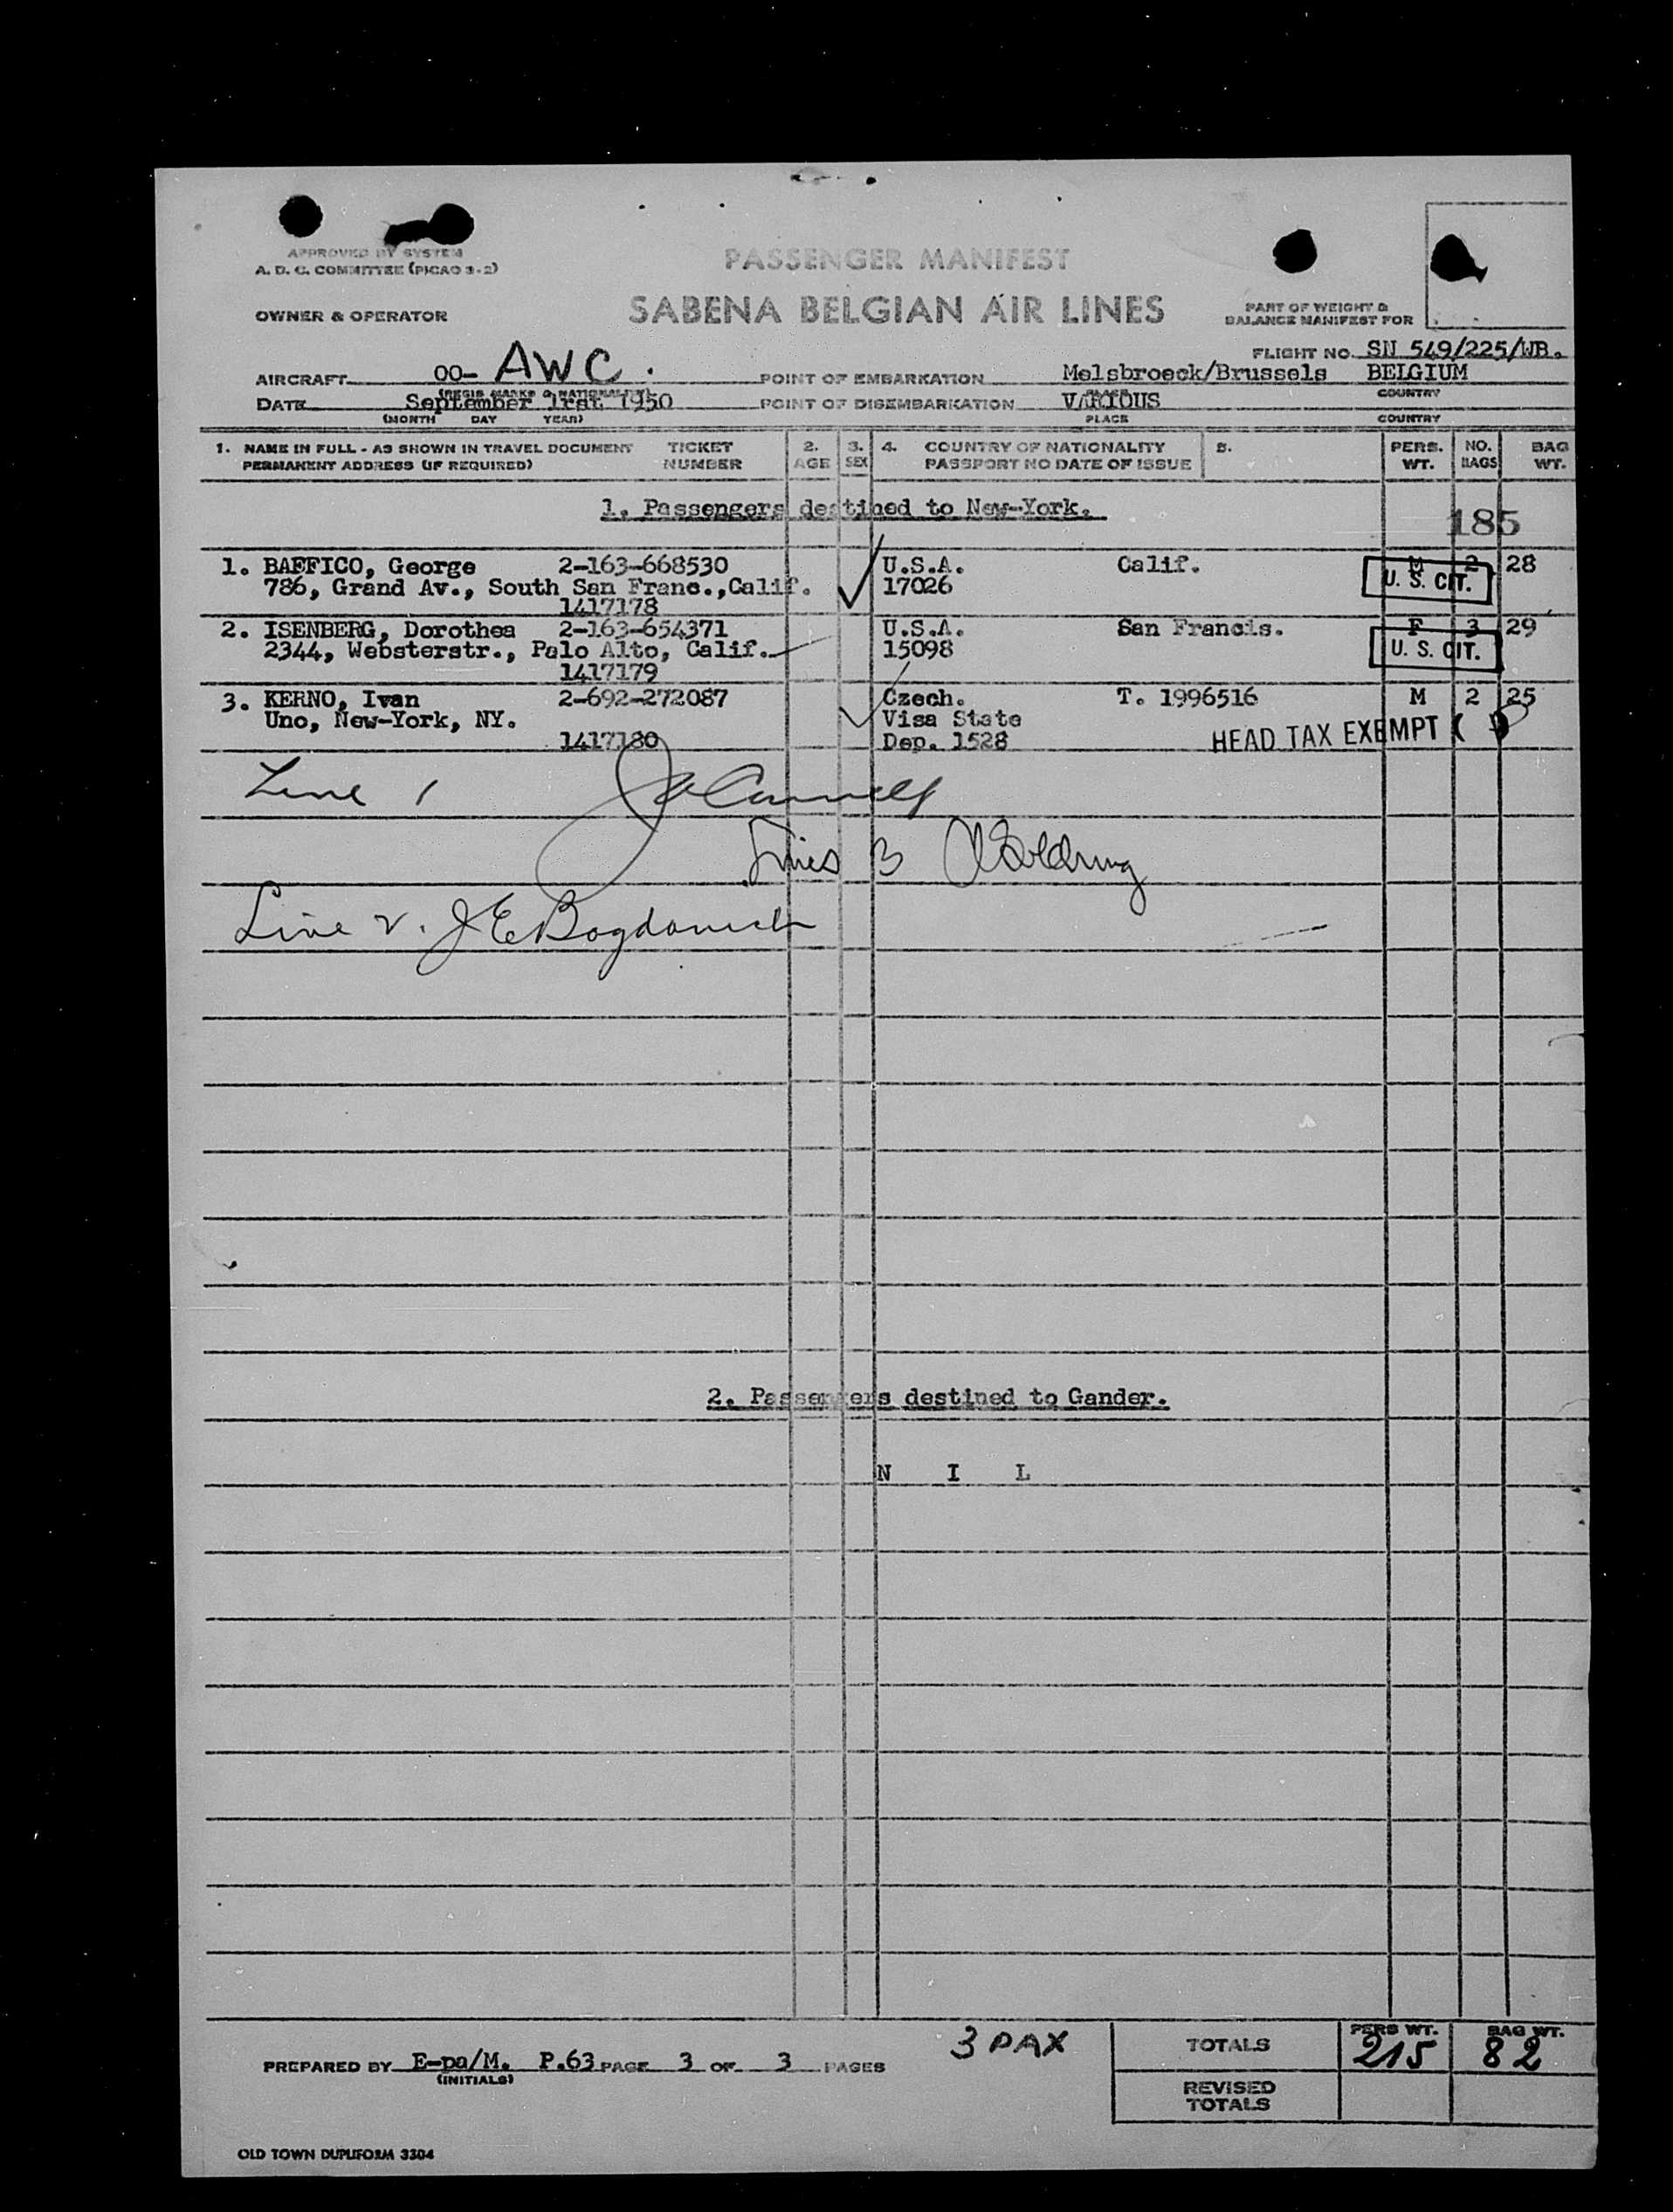 APPROVED BY SYSTEM
A. D. C. COMMITTEE (PICAO 3-2)
PASSENGER MANIFEST
OWNER & OPERATOR
SABENA BELGIAN AIR LINES
PART OF WEIGHT &
BALANCE MANIFEST FOR
FLIGHT NO. SN 549/225/WB.
AIRCRAFT OO- AWC. POINT OF EMBARKATION Melsbroeck/Brussels BELGIUM
(REGIS MARKS & NATIONALITY) PLACE COUNTRY
DATE September 1rst 1950 POINT OF DISEMBARKATION VARIOUS
(MONTH DAY YEAR) PLACE COUNTRY
1. NAME IN FULL - AS SHOWN IN TRAVEL DOCUMENT TICKET 2. 3. 4. COUNTRY OF NATIONALITY 5. PERS. NO. BAG
PERMANENT ADDRESS (IF REQUIRED) NUMBER AGE SEX PASSPORT NO DATE OF ISSUE WT. BAGS WT.
1. Passengers destined to New-York.
185
1. BAFFICO, George 2-163-668530 U.S.A. Calif. M 2 28
786, Grand Av., South San Franc.,Calif. 17026 U. S. CIT.
1417178
2. ISENBERG, Dorothea 2-163-654371 U.S.A. San Francis. F 3 29
2344, Websterstr., Palo Alto, Calif. 15098 U. S. CIT.
1417179
3. KERNO, Ivan 2-692-272087 Czech. T. 1996516 M 2 25
Uno, New-York, NY. Visa State
1417180 Dep. 1528 HEAD TAX EXEMPT (
Line 1
3
Line 2. J E Bogdanich
2. Passengers destined to Gander.
N I L
3 PAX
TOTALS PERS WT. 215 BAG WT. 82
PREPARED BY E-pa/M. P.63 PAGE 3 OF 3 PAGES
(INITIALS)
REVISED
TOTALS
OLD TOWN DUPLIFORM 3304